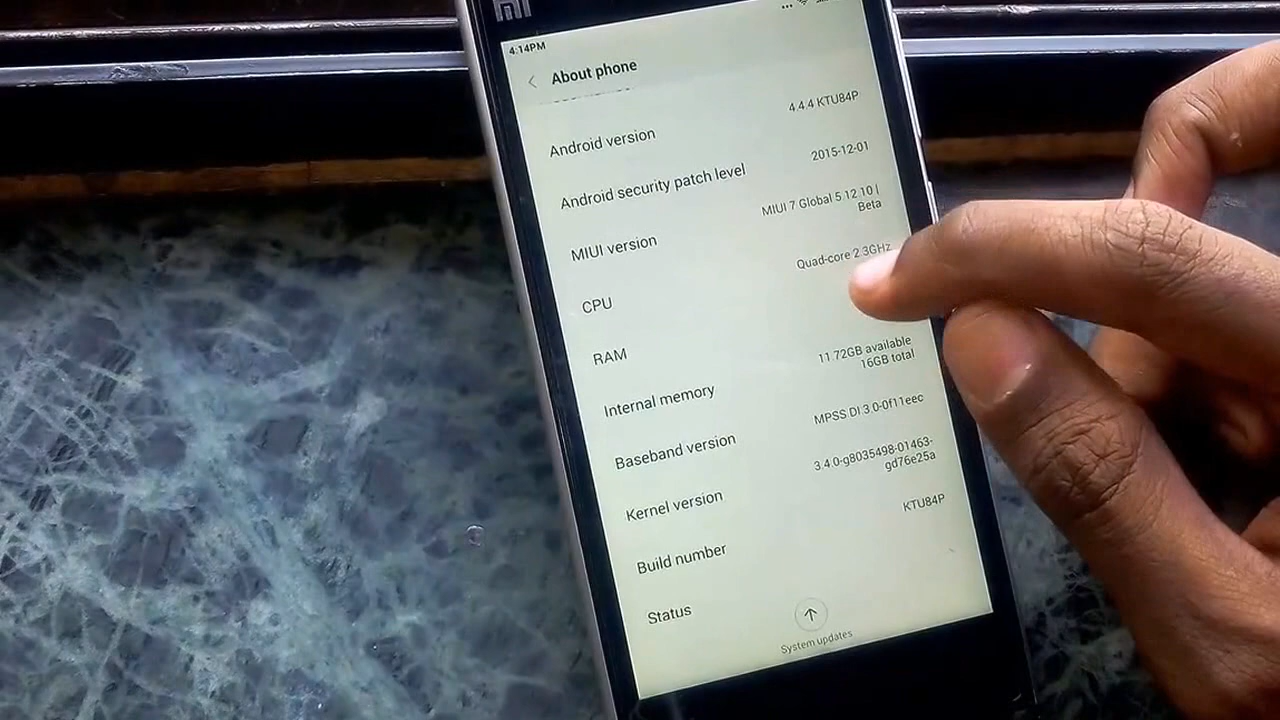 MI
4:14PM
About phone
Android version
4.4.4 KTU84P
Android security patch level
2015-12-01
MIUI version
MIUI 7 Global 5.12.10 |
Beta
CPU
Quad-core 2.3GHz
RAM
Internal memory
11.72GB available
16GB total
Baseband version
MPSS.DI.3.0-0f11eec
Kernel version
3.4.0-g8035498-01463-
gd76e25a
Build number
KTU84P
Status
System updates